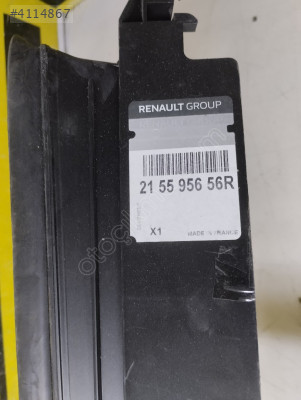 #4114867
RENAULT GROUP
21 55 956 56R
X1
MADE IN FRANCE